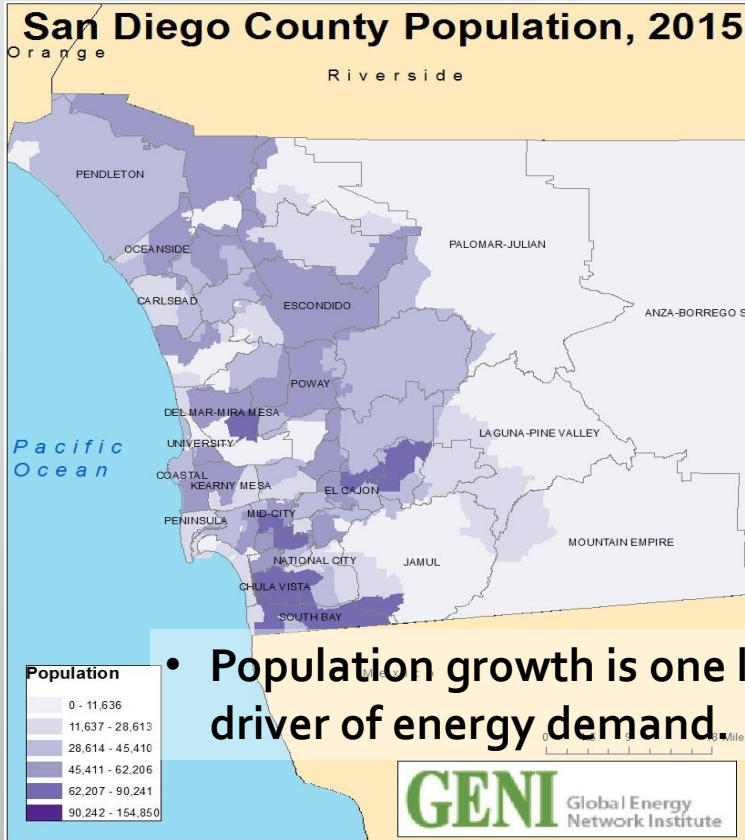 San Diego County Population, 2015
Orange
Riverside
PENDLETON
PALOMAR-JULIAN
OCEANSIDE
CARLSBAD
ESCONDIDO
ANZA-BORREGO S
POWAY
DEL MAR-MIRA MESA
LAGUNA-PINE VALLEY
UNIVERSITY
Pacific
Ocean
COASTAL
KEARNY MESA
EL CAJON
PENINSULA
MID-CITY
MOUNTAIN EMPIRE
NATIONAL CITY
JAMUL
CHULA VISTA
SOUTH BAY
• Population growth is one
driver of energy demand.
Population
0 - 11,636
11,637 - 28,613
28,614 - 45,410
45,411 - 62,206
62,207 - 90,241
90,242 - 154,850
0 9 18 Mile
GENI
Global Energy
Network Institute